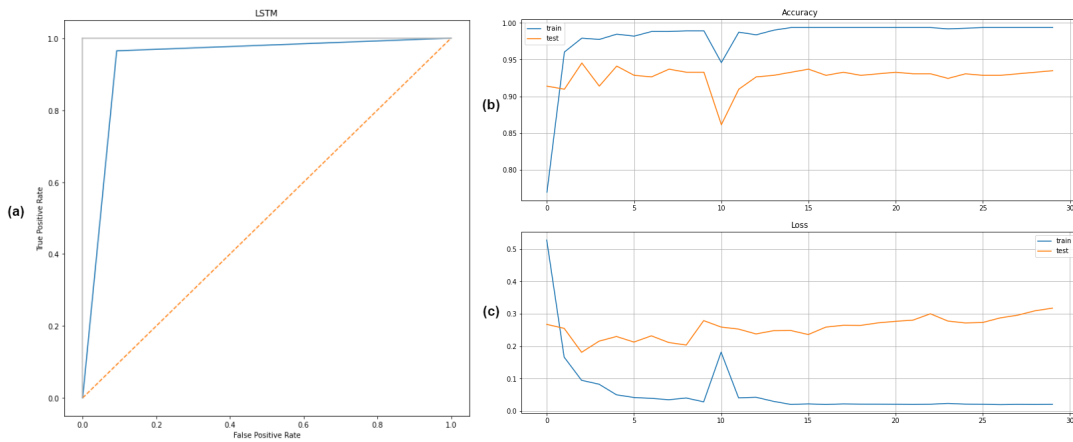 LSTM
(a)
True Positive Rate
1.0
0.8
0.6
0.4
0.2
0.0
0.0 0.2 0.4 0.6 0.8 1.0
False Positive Rate
Accuracy
(b)
train
test
1.00
0.95
0.90
0.85
0.80
0 5 10 15 20 25 30
Loss
(c)
train
test
0.5
0.4
0.3
0.2
0.1
0.0
0 5 10 15 20 25 30